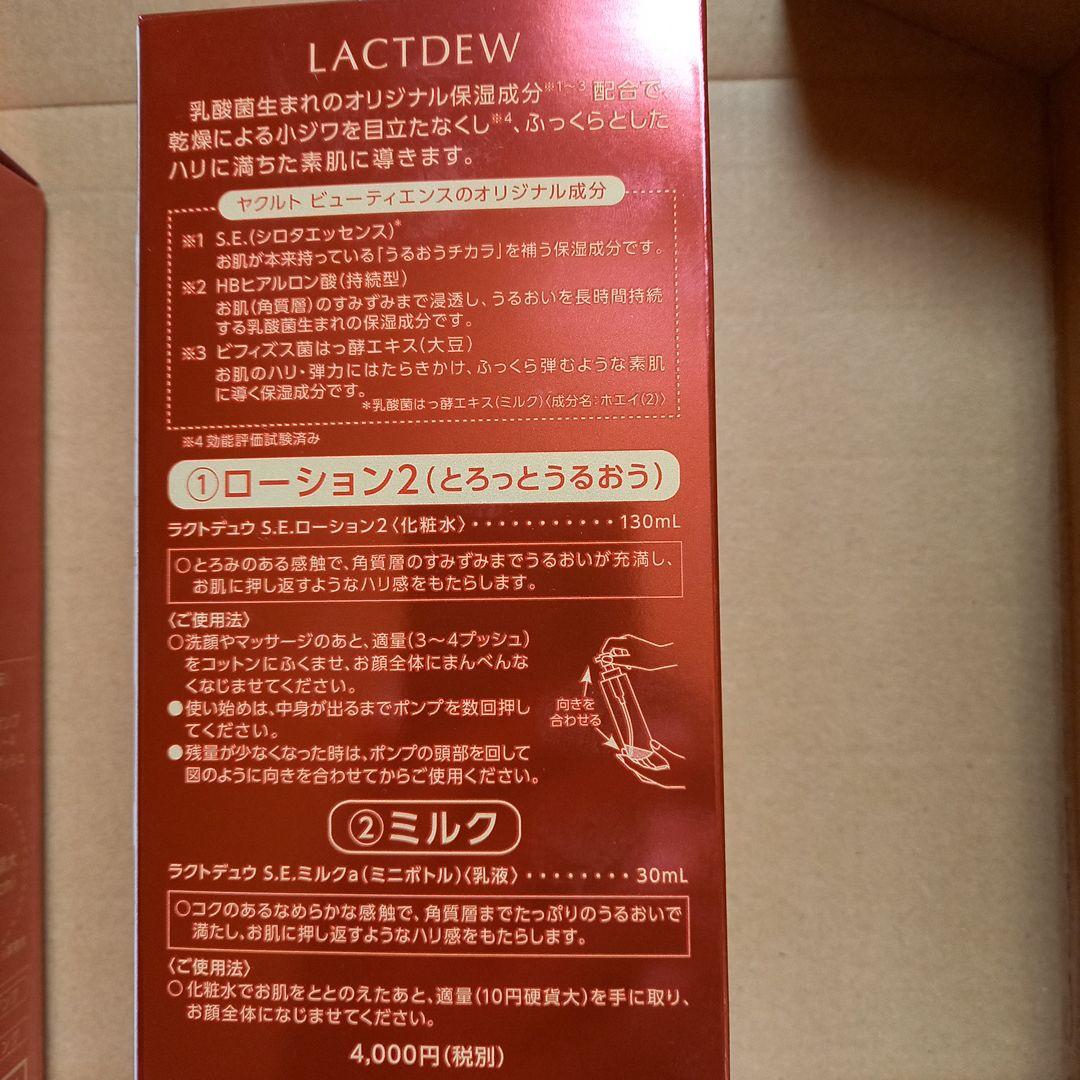 LACTDEW
乳酸菌生まれのオリジナル保湿成分※1~3配合で、
乾燥による小ジワを目立たなくし※4、ふっくらとした
ハリに満ちた素肌に導きます。
ヤクルト ビューティエンスのオリジナル成分
※1 S.E.(シロタエッセンス)*
お肌が本来持っている「うるおうチカラ」を補う保湿成分です。
※2 HBヒアルロン酸(持続型)
お肌(角質層)のすみずみまで浸透し、うるおいを長時間持続
する乳酸菌生まれの保湿成分です。
※3 ビフィズス菌はっ酵エキス(大豆)
お肌のハリ・弾力にはたらきかけ、ふっくら弾むような素肌
に導く保湿成分です。
*乳酸菌はっ酵エキス(ミルク)〈成分名:ホエイ(2)〉
※4 効能評価試験済み
①ローション2(とろっとうるおう)
ラクトデュウ S.E.ローション2〈化粧水〉・・・・・・・・・・・・130mL
○とろみのある感触で、角質層のすみずみまでうるおいが充満し、
お肌に押し返すようなハリ感をもたらします。
〈ご使用法〉
○洗顔やマッサージのあと、適量(3〜4プッシュ)
をコットンにふくませ、お顔全体にまんべんな
くなじませてください。
●使い始めは、中身が出るまでポンプを数回押し
てください。
●残量が少なくなった時は、ポンプの頭部を回して
図のように向きを合わせてからご使用ください。
向きを
合わせる
②ミルク
ラクトデュウ S.E.ミルクa(ミニボトル)〈乳液〉・・・・・・・・30mL
○コクのあるなめらかな感触で、角質層までたっぷりのうるおいで
満たし、お肌に押し返すようなハリ感をもたらします。
〈ご使用法〉
○化粧水でお肌をととのえたあと、適量(10円硬貨大)を手に取り、
お顔全体になじませてください。
4,000円(税別)